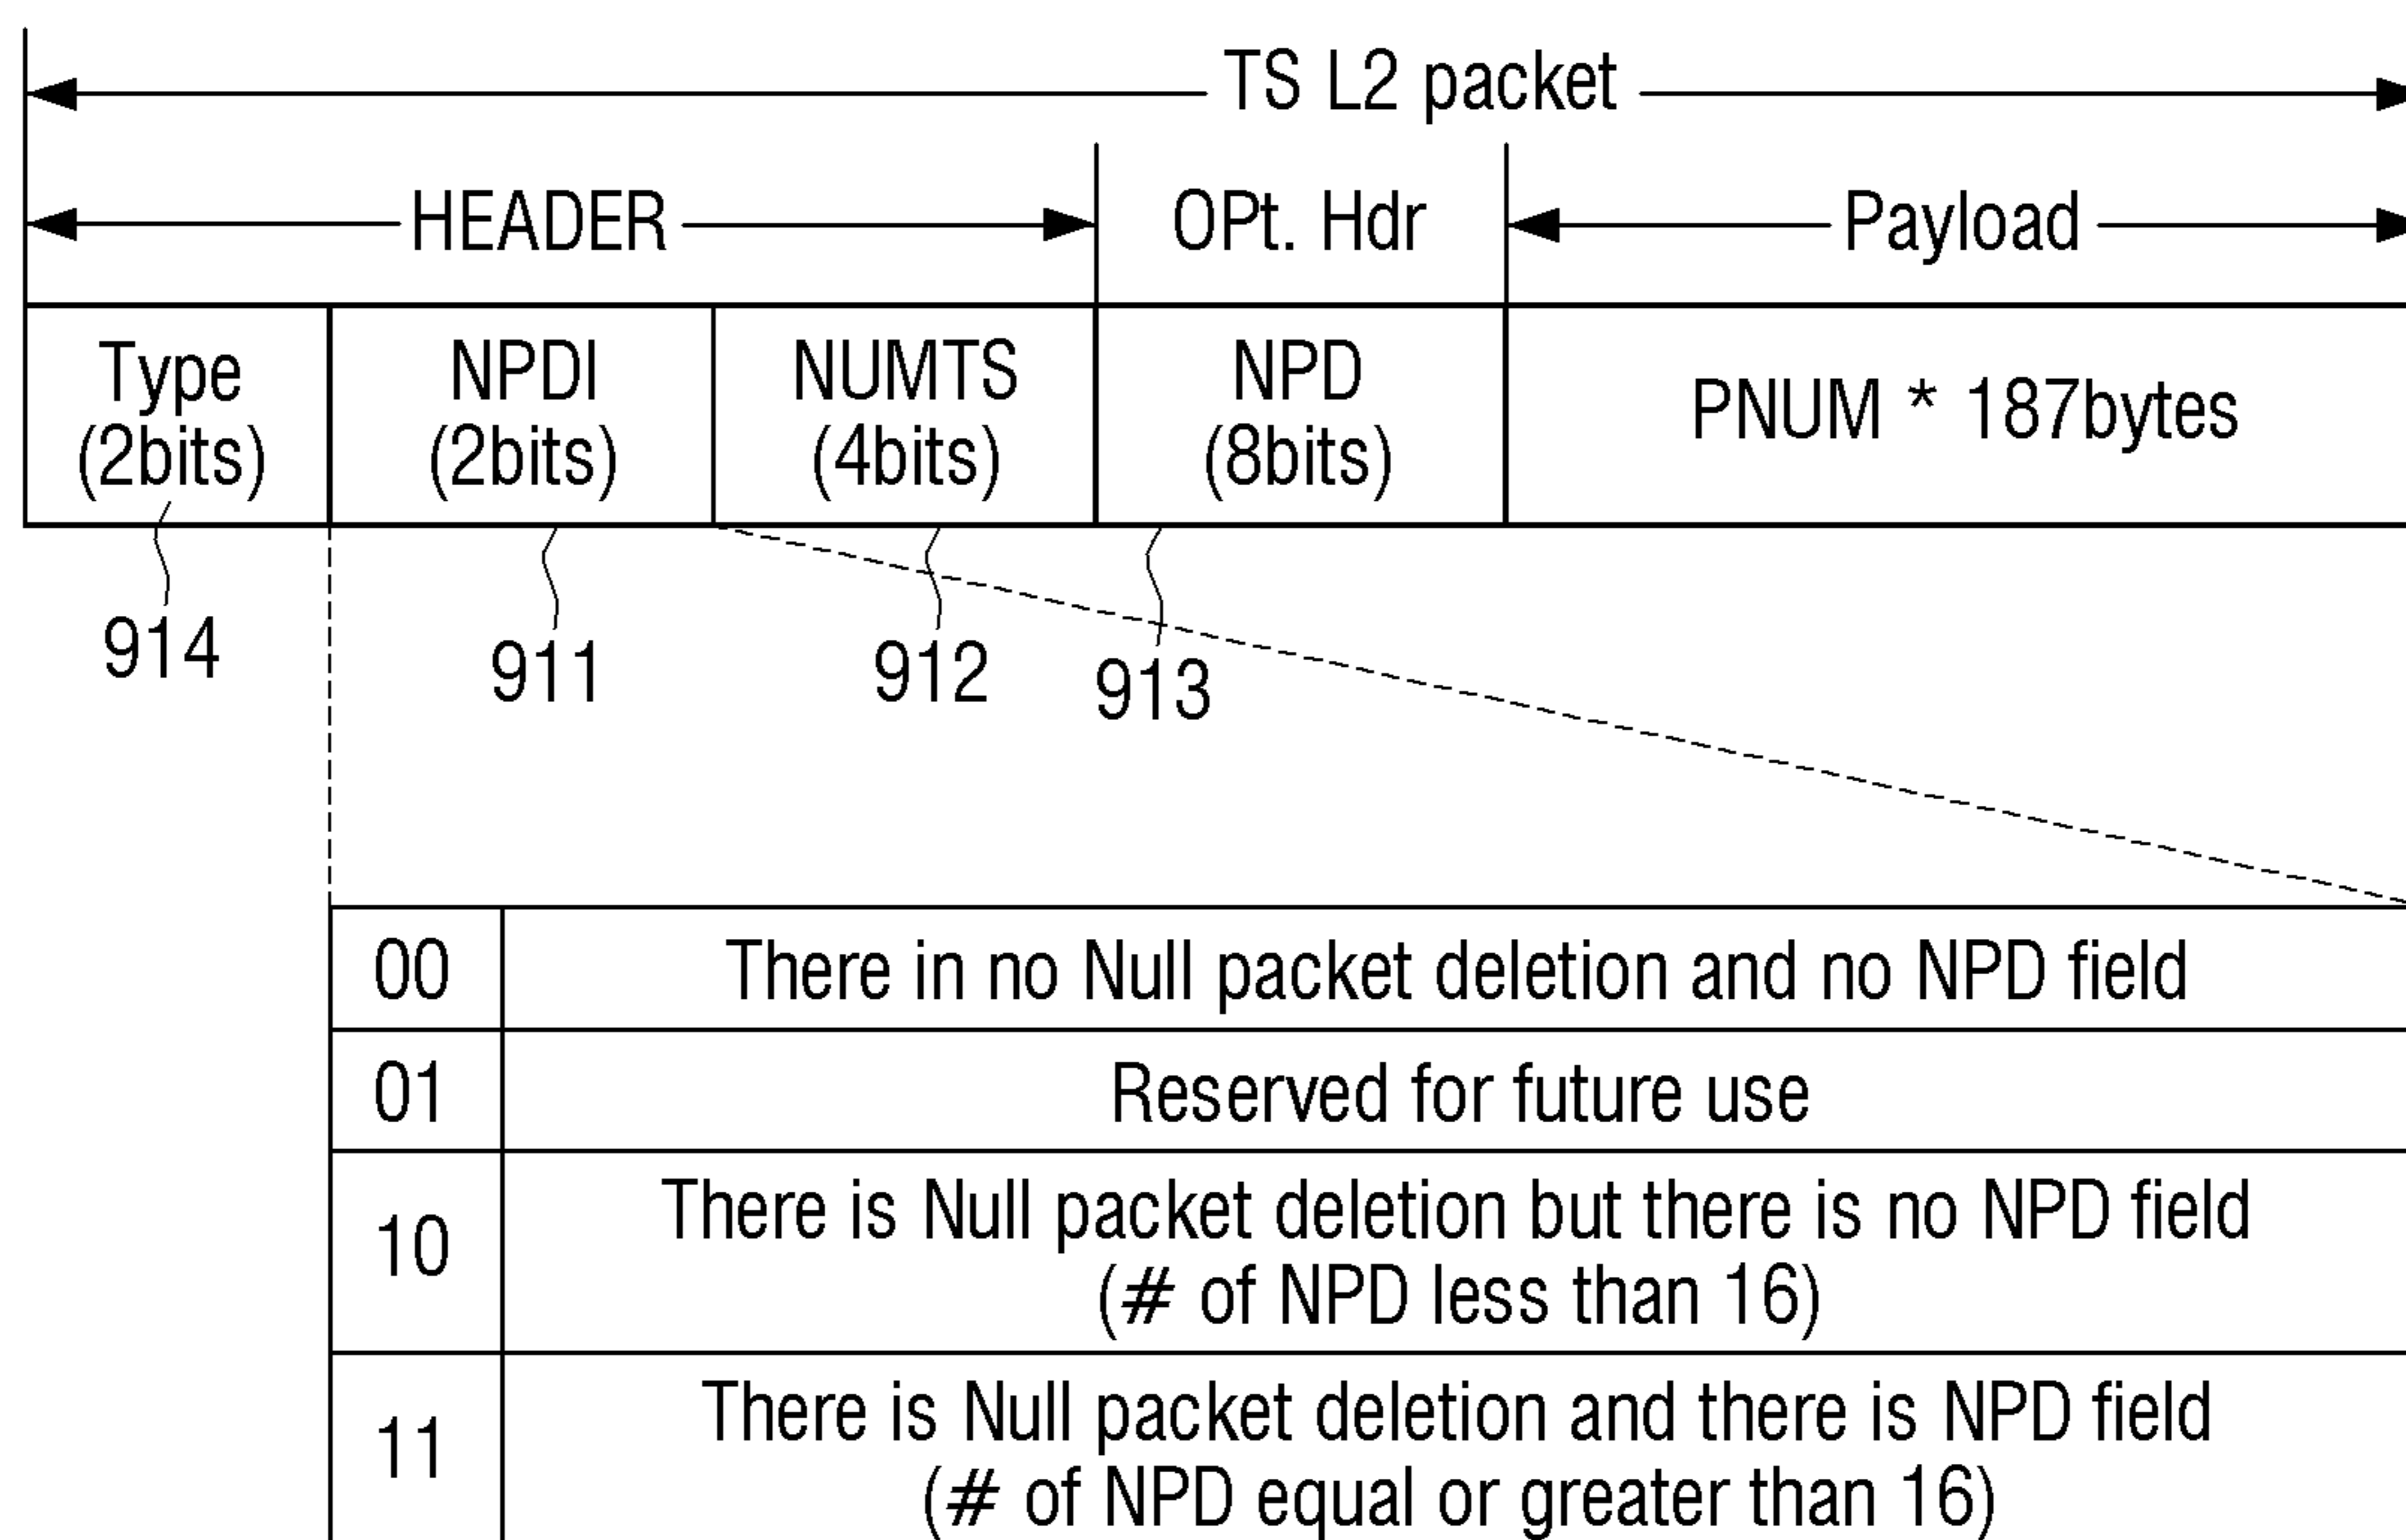 TS L2 packet
HEADER OPt. Hdr Payload
Type NPDI NUMTS NPD PNUM * 187bytes
(2bits) (2bits) (4bits) (8bits)
914 911 912 913
00 There in no Null packet deletion and no NPD field
01 Reserved for future use
10 There is Null packet deletion but there is no NPD field
(# of NPD less than 16)
11 There is Null packet deletion and there is NPD field
(# of NPD equal or greater than 16)